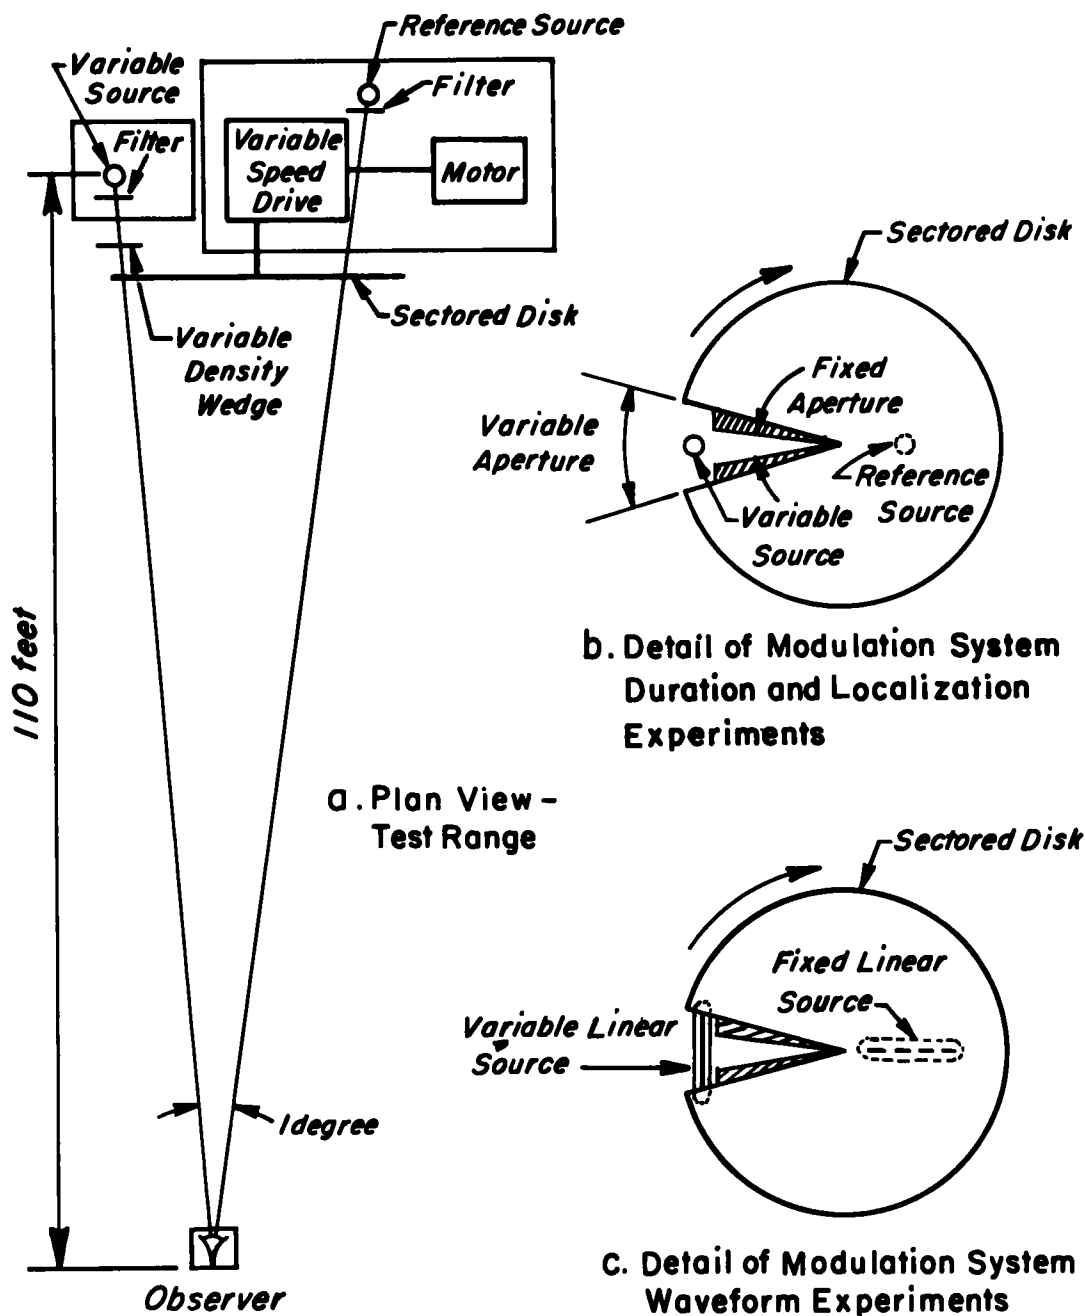 Reference Source
Variable
Source
Filter
Filter
Variable
Speed
Drive
Motor
Sectored Disk
Variable
Density
Wedge
110 feet
1 degree
Observer
a. Plan View -
Test Range
Sectored Disk
Fixed
Aperture
Variable
Aperture
Reference
Source
Variable
Source
b. Detail of Modulation System
Duration and Localization
Experiments
Sectored Disk
Fixed Linear
Source
Variable Linear
Source
c. Detail of Modulation System
Waveform Experiments